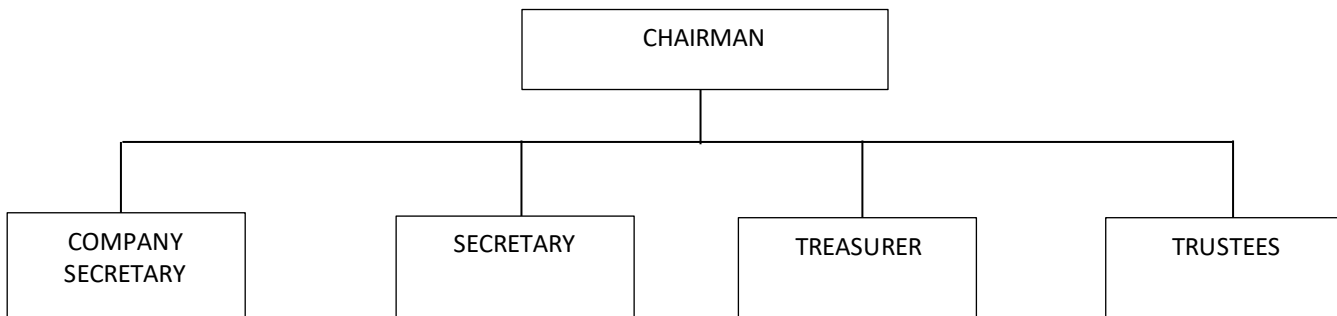 CHAIRMAN
COMPANY
SECRETARY
SECRETARY
TREASURER
TRUSTEES